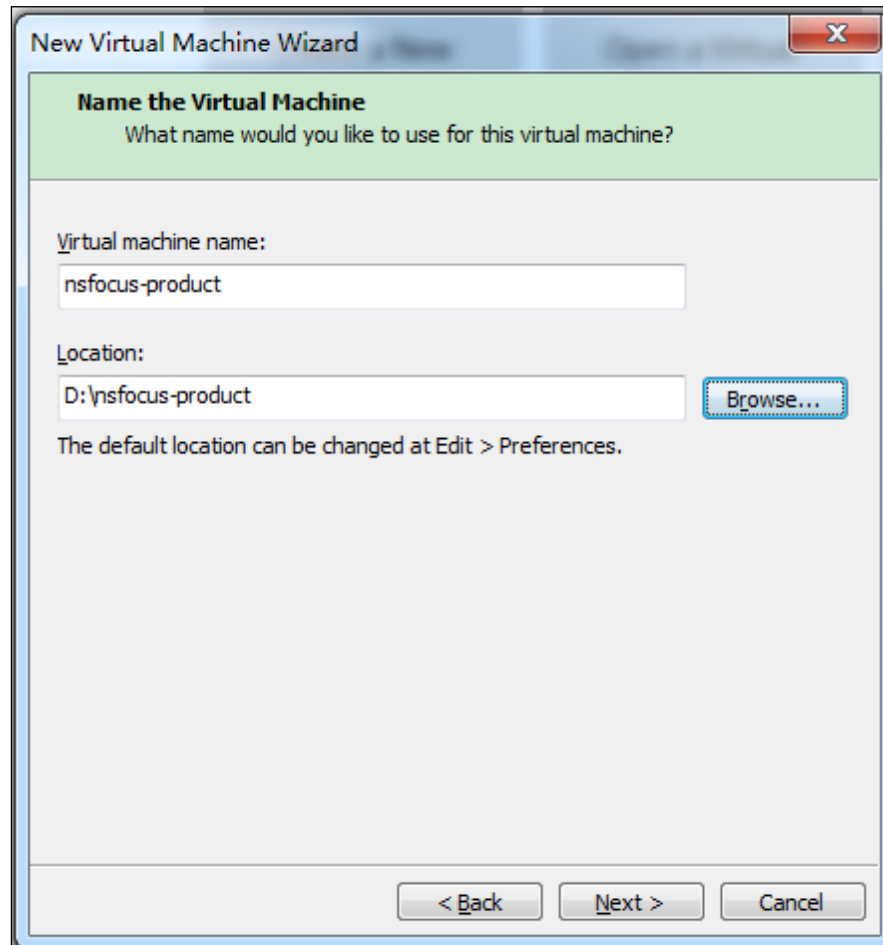 New Virtual Machine Wizard
Name the Virtual Machine
What name would you like to use for this virtual machine?
Virtual machine name:
nsfocus-product
Location:
D:\nsfocus-product
Browse...
The default location can be changed at Edit > Preferences.
< Back
Next >
Cancel